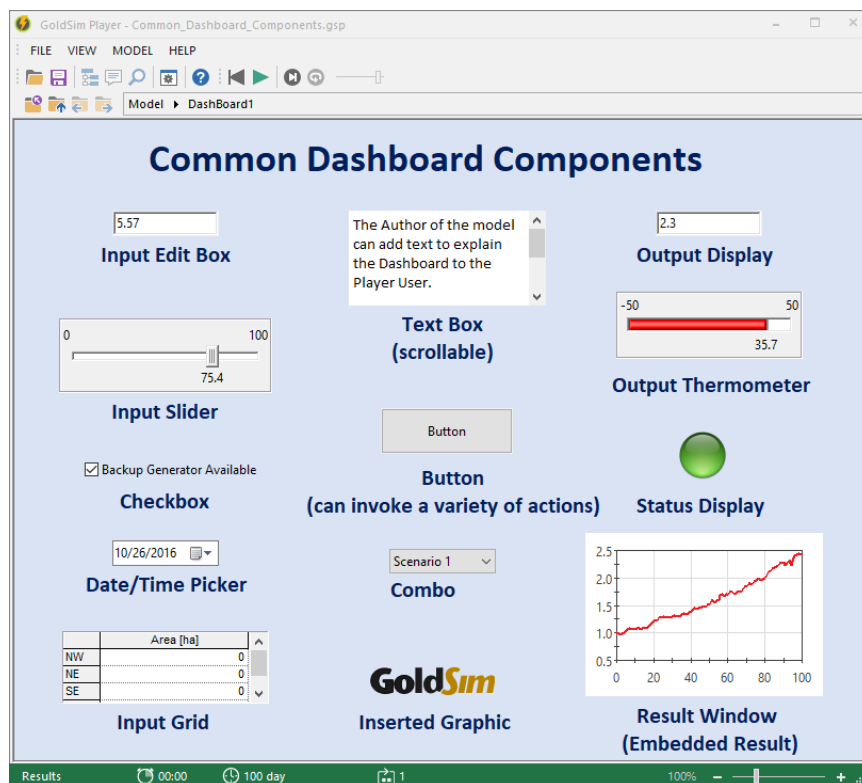 GoldSim Player - Common_Dashboard_Components.gsp
FILE VIEW MODEL HELP
Model DashBoard1
Common Dashboard Components
5.57
Input Edit Box
The Author of the model
can add text to explain
the Dashboard to the
Player User.
Text Box
(scrollable)
2.3
Output Display
0 100
75.4
Input Slider
-50 50
35.7
Output Thermometer
Button
Button
(can invoke a variety of actions)
Backup Generator Available
Checkbox
Status Display
10/26/2016
Date/Time Picker
Scenario 1
Combo
2.5
2.0
1.5
1.0
0.5
0 20 40 60 80 100
Result Window
(Embedded Result)
Area [ha]
NW 0
NE 0
SE 0
Input Grid
GoldSim
Inserted Graphic
Results 00:00 100 day 1 100%